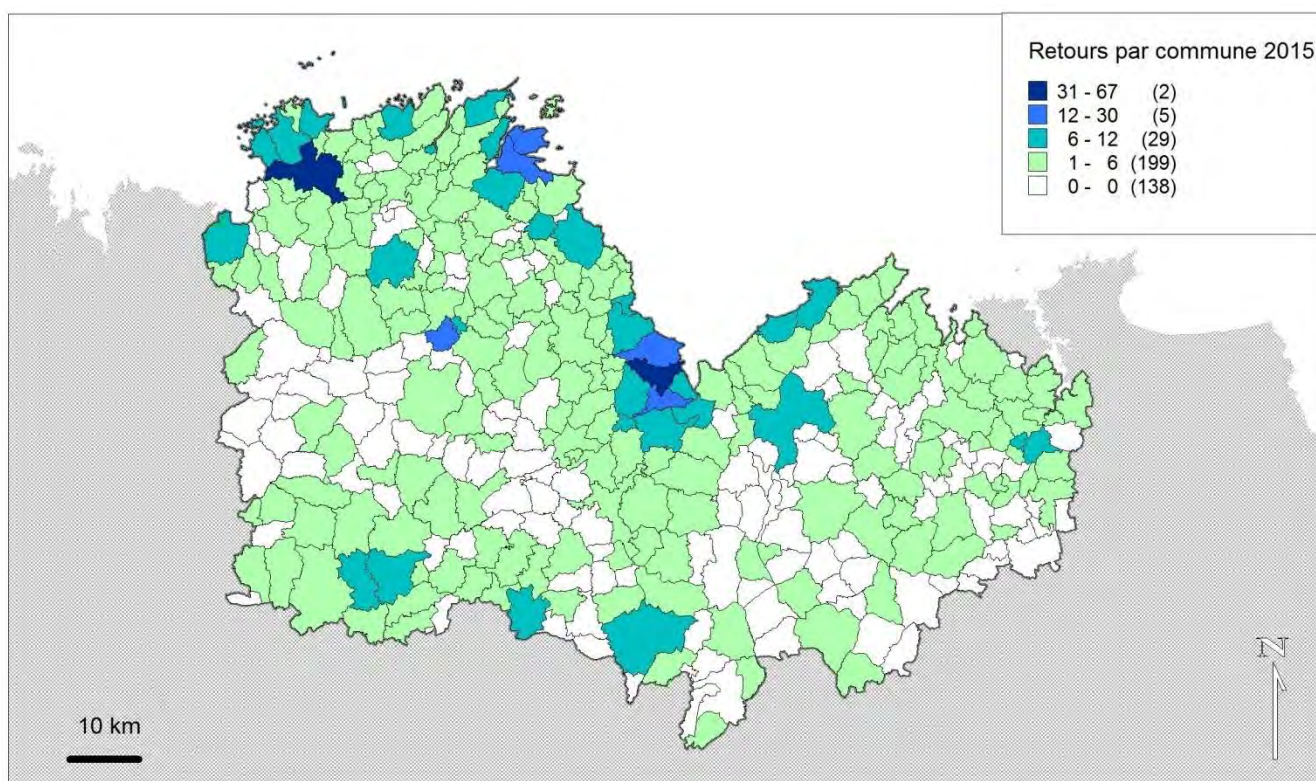 Retours par commune 2015
31 - 67 (2)
12 - 30 (5)
6 - 12 (29)
1 - 6 (199)
0 - 0 (138)
10 km
N